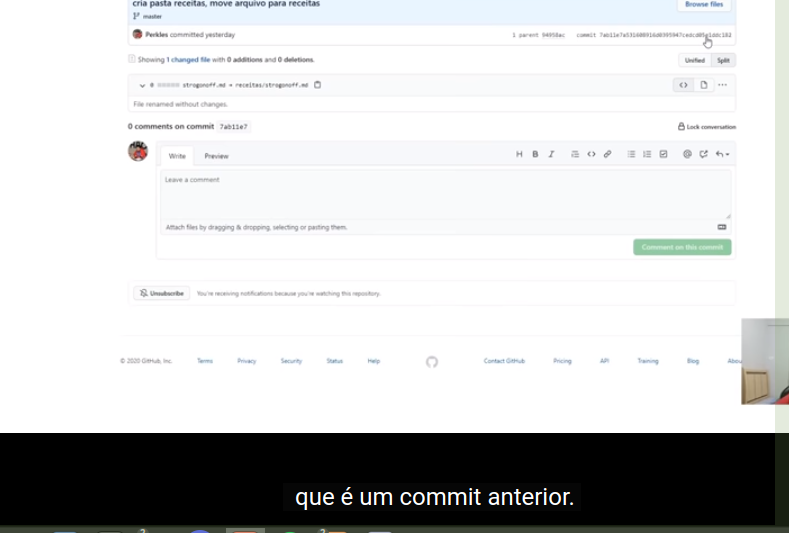 cria pasta receitas, move arquivo para receitas
Browse files
master
Perkles committed yesterday
1 parent 94958ac commit
Showing 1 changed file with 0 additions and 0 deletions.
Unified Split
0 strogonoff.md → receitas/strogonoff.md
File renamed without changes.
0 comments on commit 7ab11e7
Lock conversation
Write Preview
H B I
Leave a comment
Attach files by dragging & dropping, selecting or pasting them.
Comment on this commit
Unsubscribe You're receiving notifications because you're watching this repository.
© 2020 GitHub, Inc. Terms Privacy Security Status Help Contact GitHub Pricing API Training Blog Abou
que é um commit anterior.